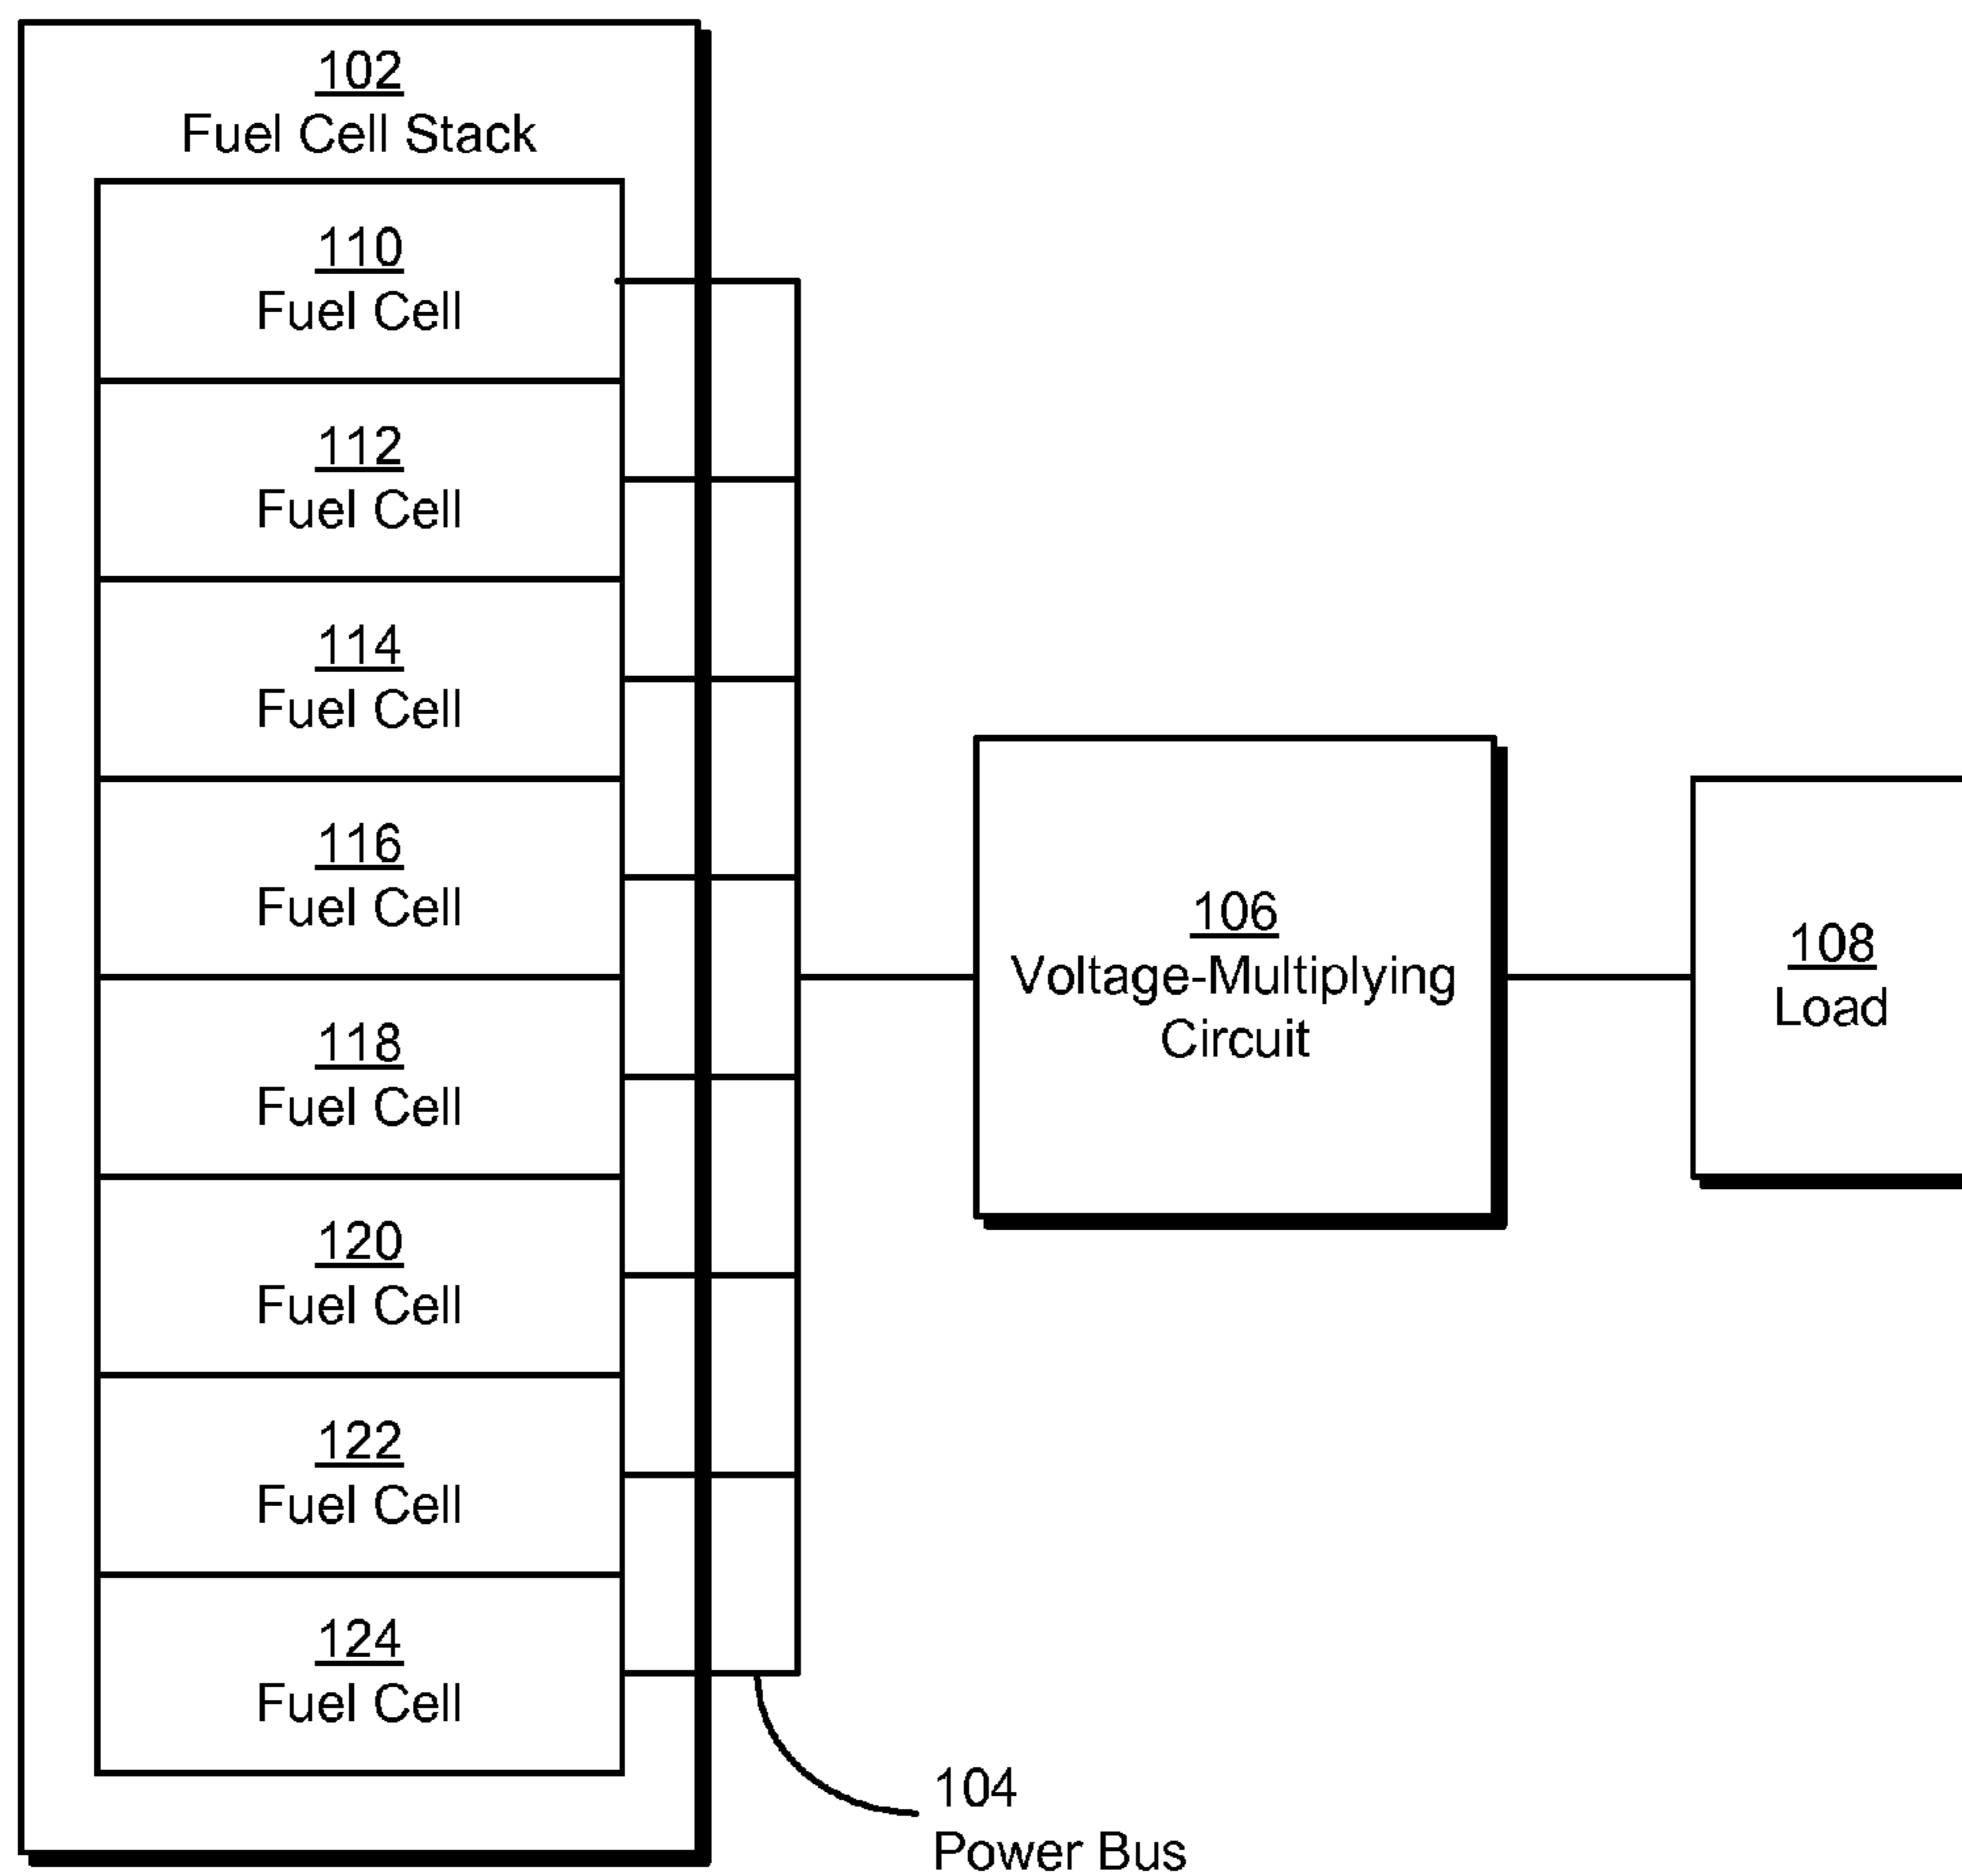 102
Fuel Cell Stack
110
Fuel Cell
112
Fuel Cell
114
Fuel Cell
116
Fuel Cell
118
Fuel Cell
120
Fuel Cell
122
Fuel Cell
124
Fuel Cell
106
Voltage-Multiplying
Circuit
108
Load
104
Power Bus